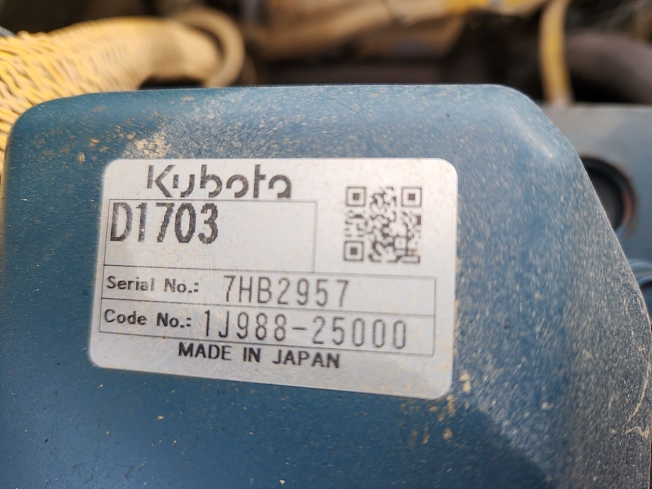 Kubota
D1703
Serial No.: 7HB2957
Code No.: 1J988-25000
MADE IN JAPAN